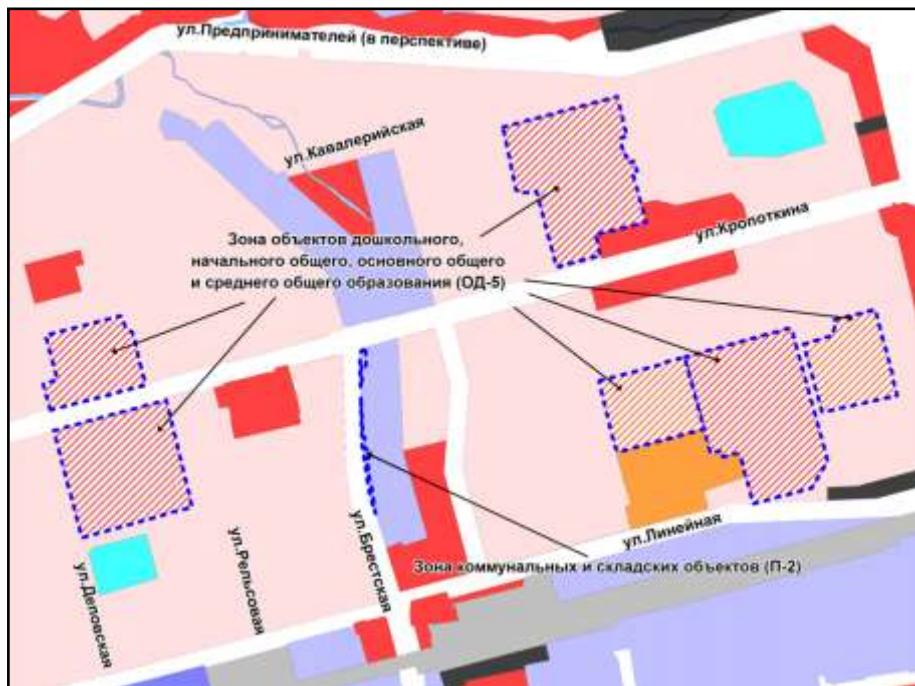 ул.Предпринимателей (в перспективе)
ул.Кавалерийская
ул.Кропоткина
Зона объектов дошкольного,
начального общего, основного общего
и среднего общего образования (ОД-5)
ул.Линейная
Зона коммунальных и складских объектов (П-2)
ул.Брестская
ул.Рельсовая
ул.Деповская